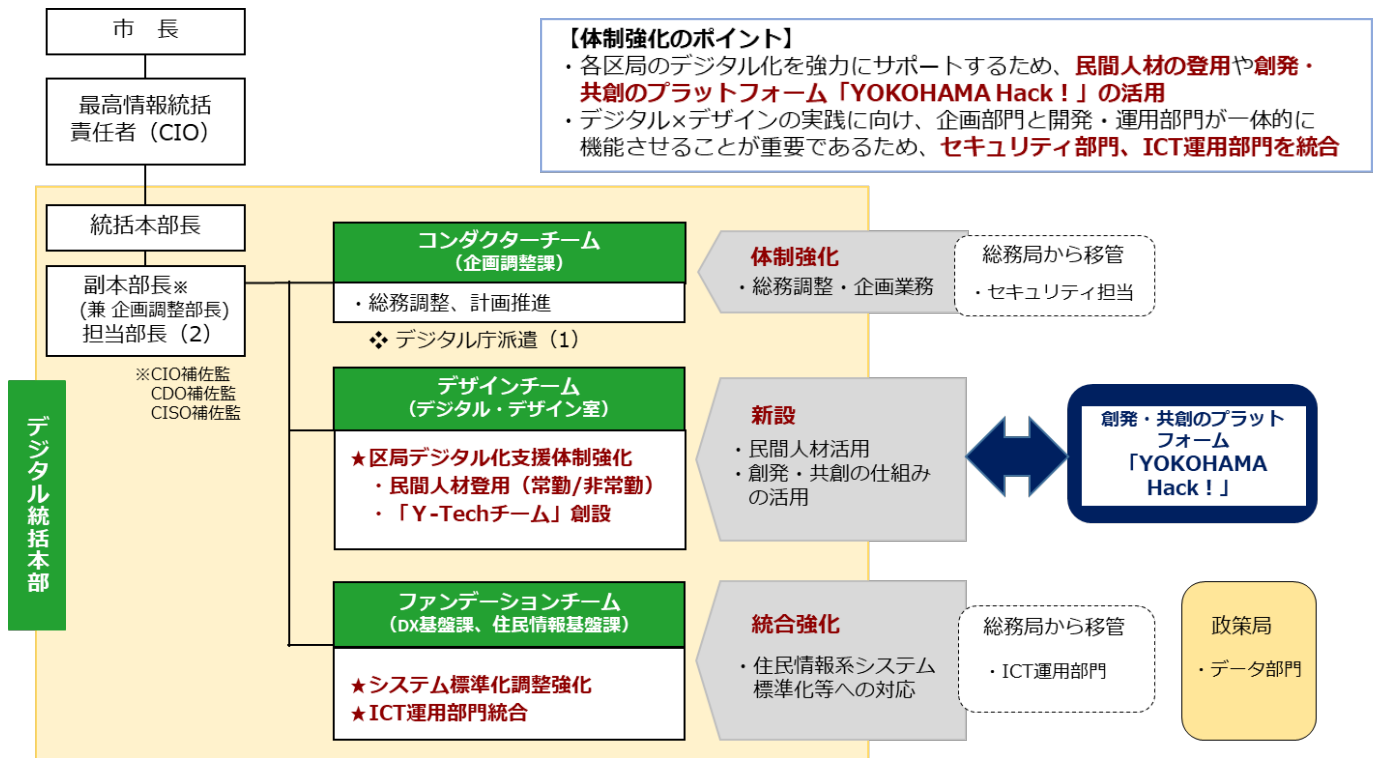 市　長
最高情報統括
責任者（CIO）
【体制強化のポイント】
・各区局のデジタル化を強力にサポートするため、民間人材の登用や創発・
共創のプラットフォーム「YOKOHAMA Hack！」の活用
・デジタル×デザインの実践に向け、企画部門と開発・運用部門が一体的に
機能させることが重要であるため、セキュリティ部門、ICT運用部門を統合
統括本部長
副本部長※
(兼 企画調整部長)
担当部長（2）
※CIO補佐監
CDO補佐監
CISO補佐監
デジタル統括本部
コンダクターチーム
（企画調整課）
・総務調整、計画推進
❖ デジタル庁派遣（1）
体制強化
・総務調整・企画業務
総務局から移管
・セキュリティ担当
デザインチーム
（デジタル・デザイン室）
★区局デジタル化支援体制強化
・民間人材登用（常勤/非常勤）
・「Ｙ-Techチーム」創設
新設
・民間人材活用
・創発・共創の仕組み
の活用
創発・共創のプラット
フォーム
「YOKOHAMA
Hack！」
ファンデーションチーム
（DX基盤課、住民情報基盤課）
★システム標準化調整強化
★ICT運用部門統合
統合強化
・住民情報系システム
標準化等への対応
総務局から移管
・ICT運用部門
政策局
・データ部門